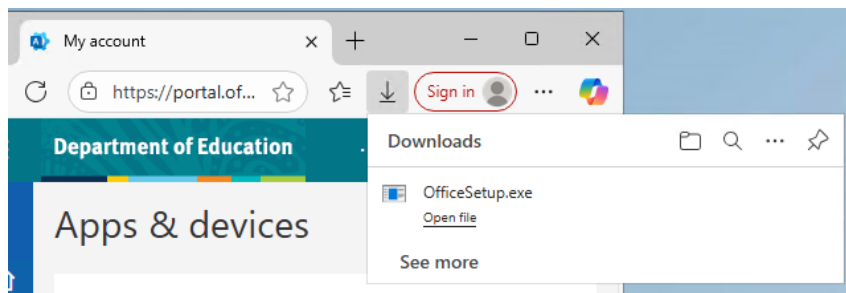 My account
https://portal.of...
Sign in
Department of Education
Downloads
OfficeSetup.exe
Open file
See more
Apps & devices